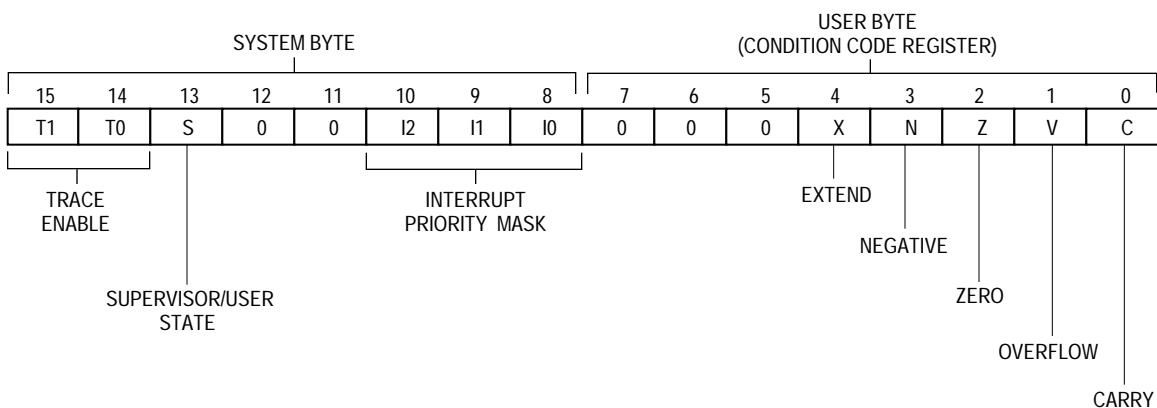 USER BYTE
SYSTEM BYTE (CONDITION CODE REGISTER)
15 14 13 12 11 10 9 8 7 6 5 4 3 2 1 0
T1 T0 S 0 0 I2 I1 I0 0 0 0 X N Z V C
TRACE
ENABLE
INTERRUPT
PRIORITY MASK
EXTEND
NEGATIVE
SUPERVISOR/USER
STATE
ZERO
OVERFLOW
CARRY